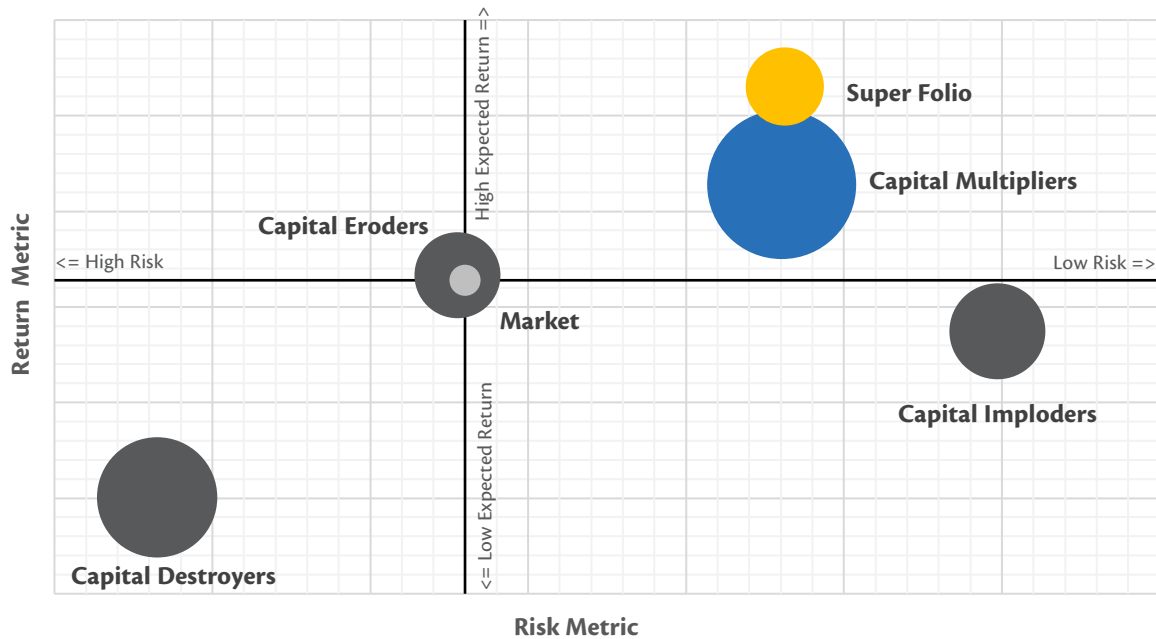 High Expected Return =>
Super Folio
Capital Multipliers
Capital Eroders
<= High Risk
Low Risk =>
Return Metric
Market
<= Low Expected Return
Capital Imploders
Capital Destroyers
Risk Metric